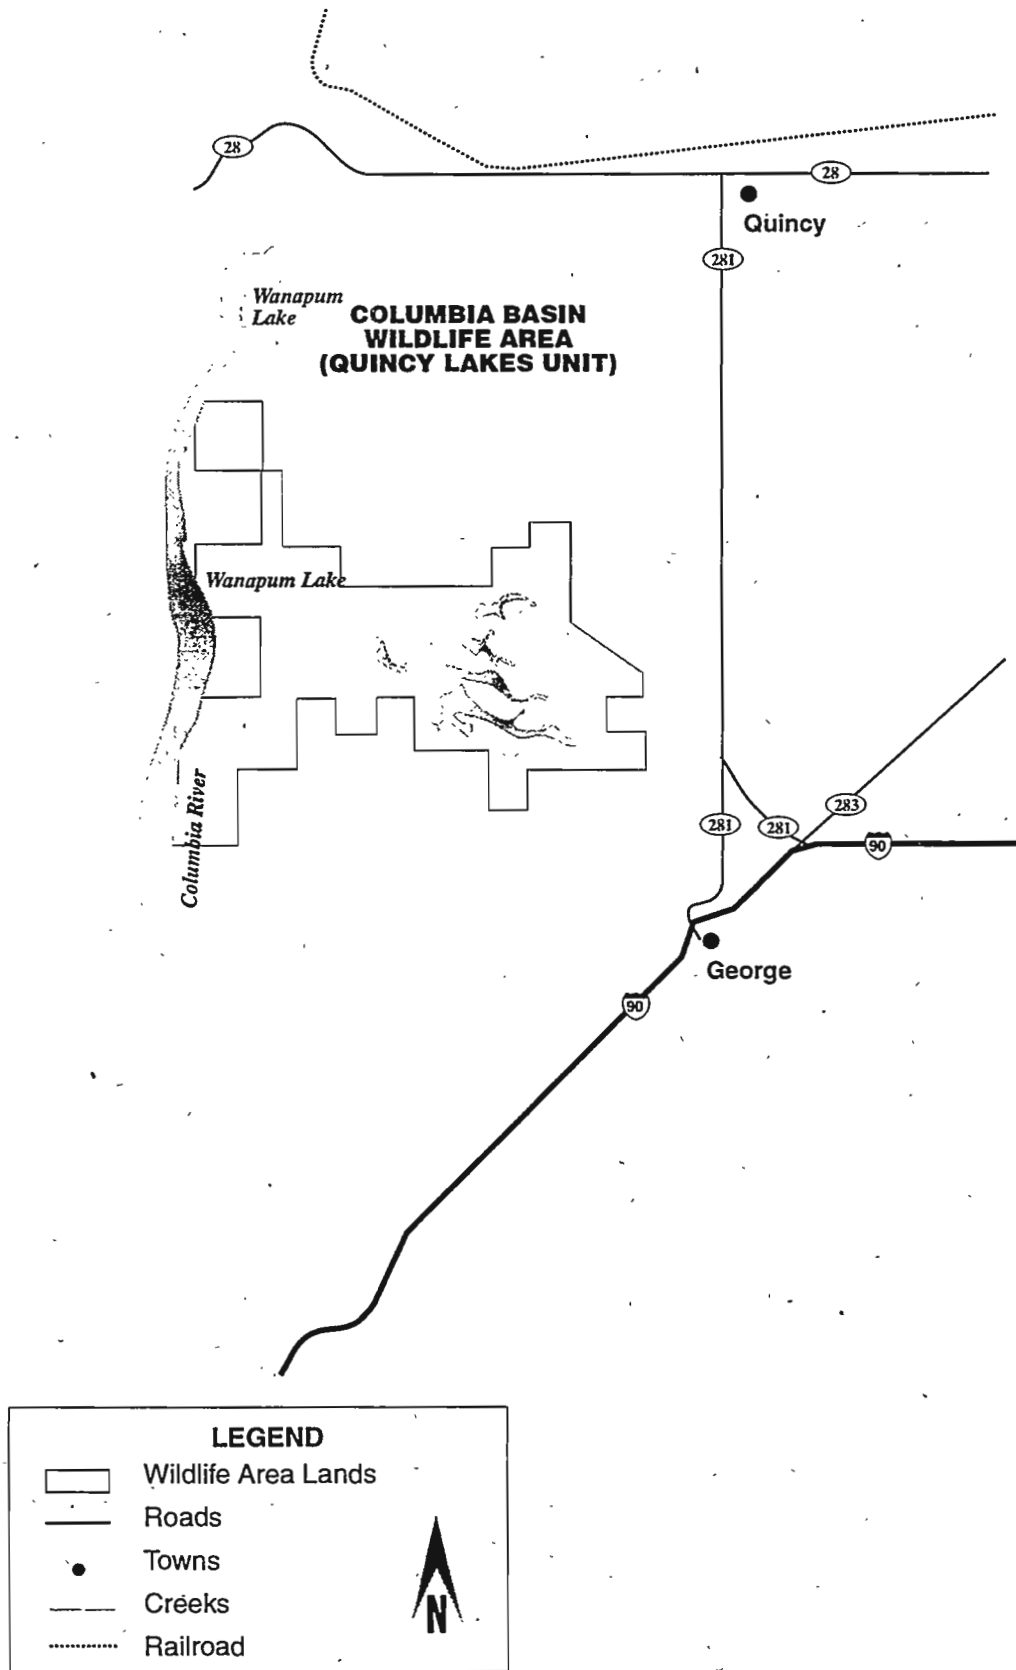 28
28
Quincy
281
Wanapum
Lake
COLUMBIA BASIN
WILDLIFE AREA
(QUINCY LAKES UNIT)
Wanapum Lake
Columbia River
283
281
281
90
George
90
LEGEND
Wildlife Area Lands
Roads
Towns
Creeks
Railroad
N